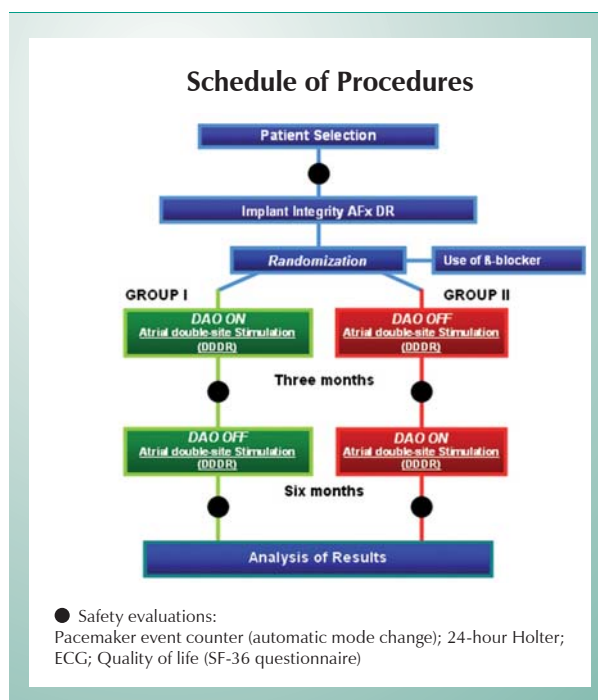 Schedule of Procedures
Patient Selection
Implant Integrity AFx DR
Randomization
Use of ß-blocker
GROUP I
GROUP II
DAO ON
Atrial double-site Stimulation
(DDDR)
DAO OFF
Atrial double-site Stimulation
(DDDR)
Three months
DAO OFF
Atrial double-site Stimulation
(DDDR)
DAO ON
Atrial double-site Stimulation
(DDDR)
Six months
Analysis of Results
Safety evaluations:
Pacemaker event counter (automatic mode change); 24-hour Holter;
ECG; Quality of life (SF-36 questionnaire)